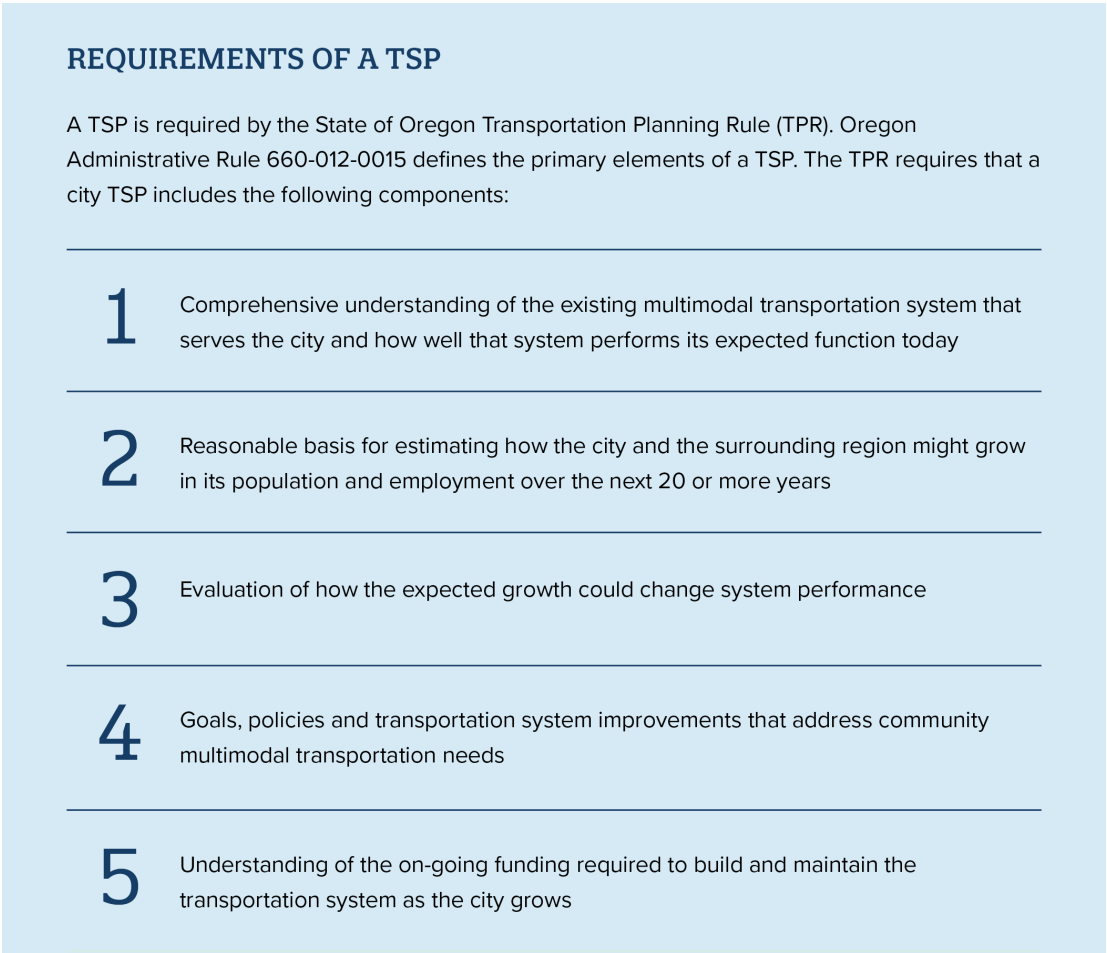 REQUIREMENTS OF A TSP
A TSP is required by the State of Oregon Transportation Planning Rule (TPR). Oregon
Administrative Rule 660-012-0015 defines the primary elements of a TSP. The TPR requires that a
city TSP includes the following components:
1
Comprehensive understanding of the existing multimodal transportation system that
serves the city and how well that system performs its expected function today
2
Reasonable basis for estimating how the city and the surrounding region might grow
in its population and employment over the next 20 or more years
3
Evaluation of how the expected growth could change system performance
4
Goals, policies and transportation system improvements that address community
multimodal transportation needs
5
Understanding of the on-going funding required to build and maintain the
transportation system as the city grows